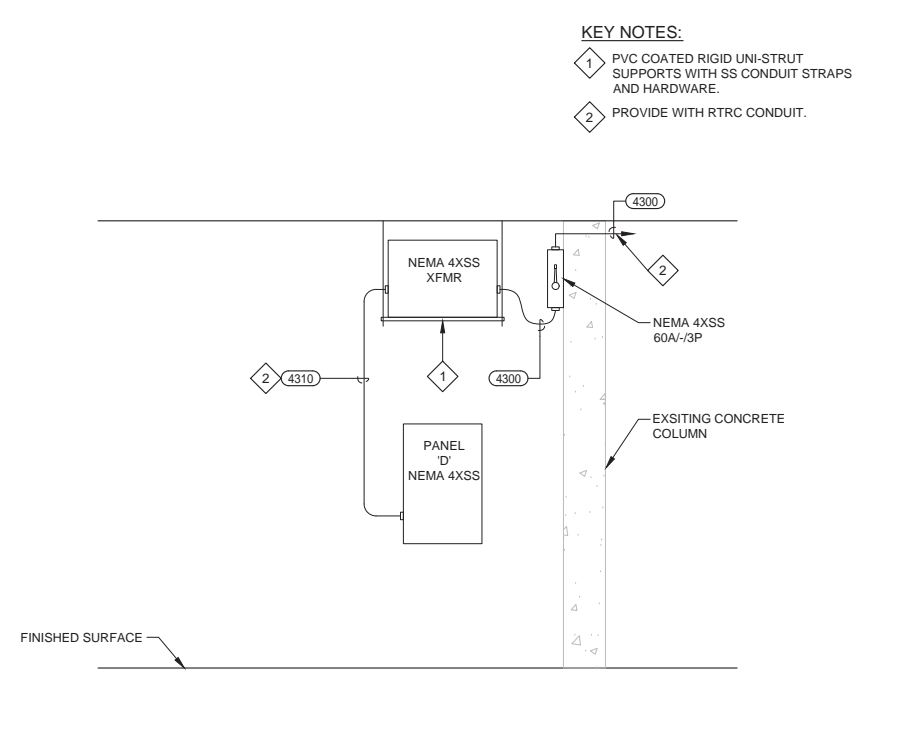 KEY NOTES:
1 PVC COATED RIGID UNI-STRUT
SUPPORTS WITH SS CONDUIT STRAPS
AND HARDWARE.
2 PROVIDE WITH RTRC CONDUIT.
4300
NEMA 4XSS
XFMR
2
NEMA 4XSS
60A/-/3P
2 4310
1
4300
EXSITING CONCRETE
COLUMN
PANEL
'D'
NEMA 4XSS
FINISHED SURFACE